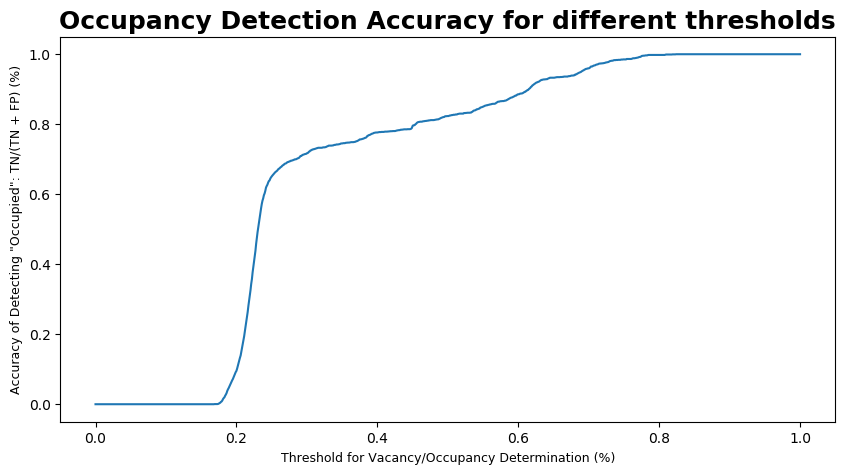 Occupancy Detection Accuracy for different thresholds
Accuracy of Detecting "Occupied": TN/(TN + FP) (%)
1.0
0.8
0.6
0.4
0.2
0.0
0.0 0.2 0.4 0.6 0.8 1.0
Threshold for Vacancy/Occupancy Determination (%)